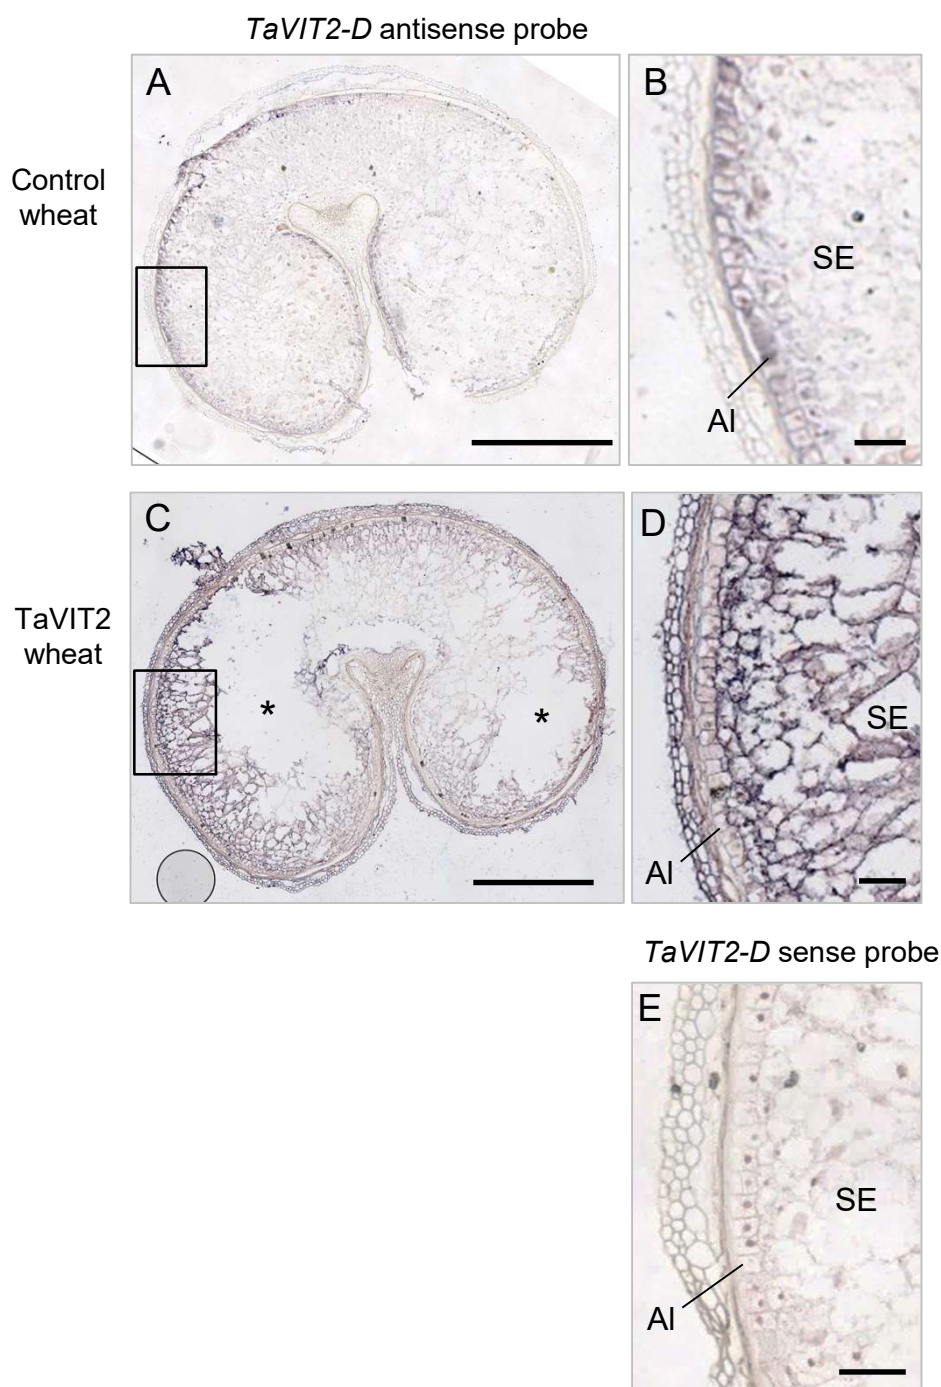 TaVIT2-D antisense probe
A
B
Control
wheat
SE
Al
C
D
TaVIT2
wheat
*
*
SE
Al
TaVIT2-D sense probe
E
SE
Al